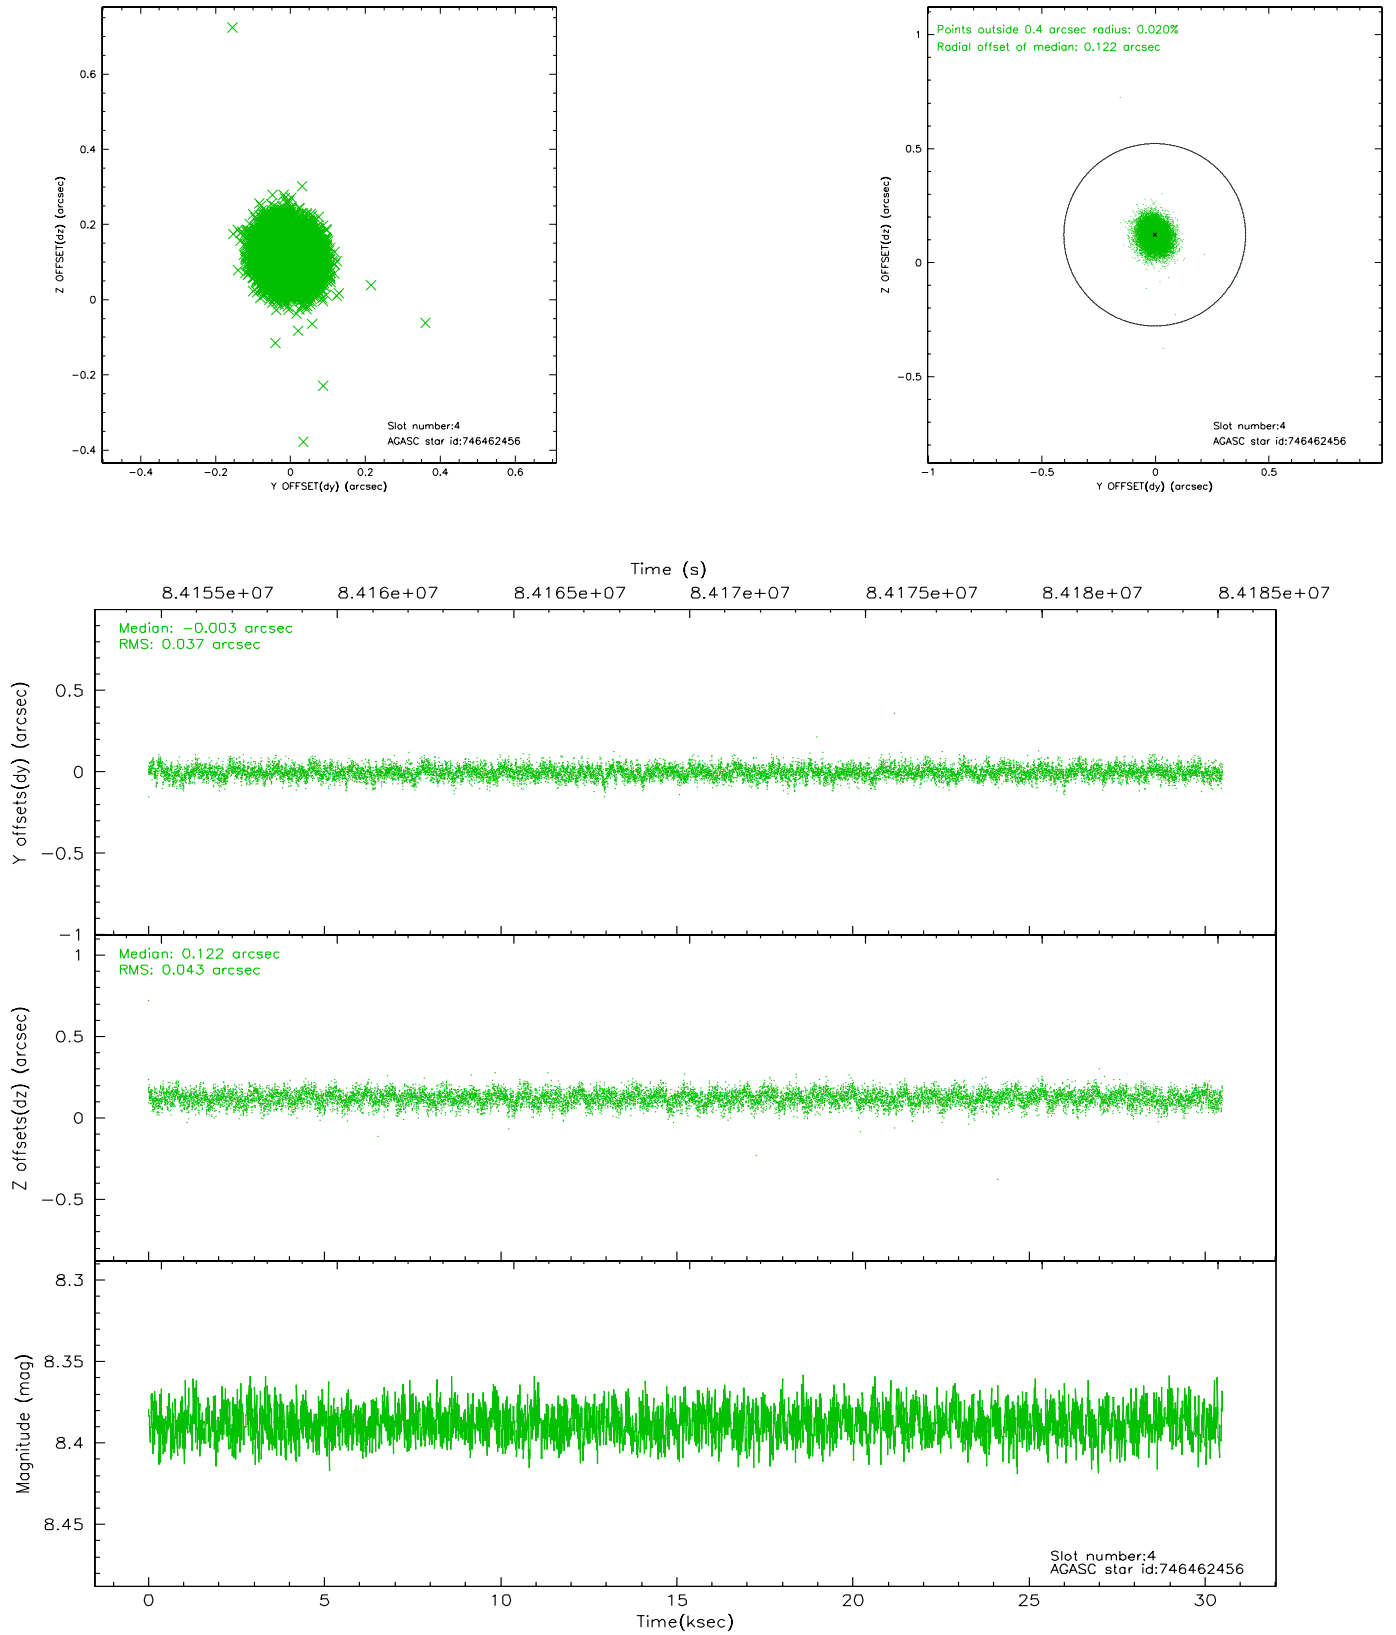 0.6
0.4
0.2
0
−0.2
−0.4
Z OFFSET(dz) (arcsec)
Slot number:4
AGASC star id:746462456
−0.4
−0.2
0
0.2
0.4
0.6
Y OFFSET(dy) (arcsec)
Points outside 0.4 arcsec radius: 0.020%
Radial offset of median: 0.122 arcsec
1
0.5
0
−0.5
Z OFFSET(dz) (arcsec)
Slot number:4
AGASC star id:746462456
−1
−0.5
0
0.5
Y OFFSET(dy) (arcsec)
Time (s)
8.4155e+07
8.416e+07
8.4165e+07
8.417e+07
8.4175e+07
8.418e+07
8.4185e+07
Median: −0.003 arcsec
RMS: 0.037 arcsec
0.5
0
−0.5
−1
Y offsets(dy) (arcsec)
Median: 0.122 arcsec
RMS: 0.043 arcsec
1
0.5
0
−0.5
Z offsets(dz) (arcsec)
8.3
8.35
8.4
8.45
Magnitude (mag)
Slot number:4
AGASC star id:746462456
0
5
10
15
20
25
30
Time(ksec)